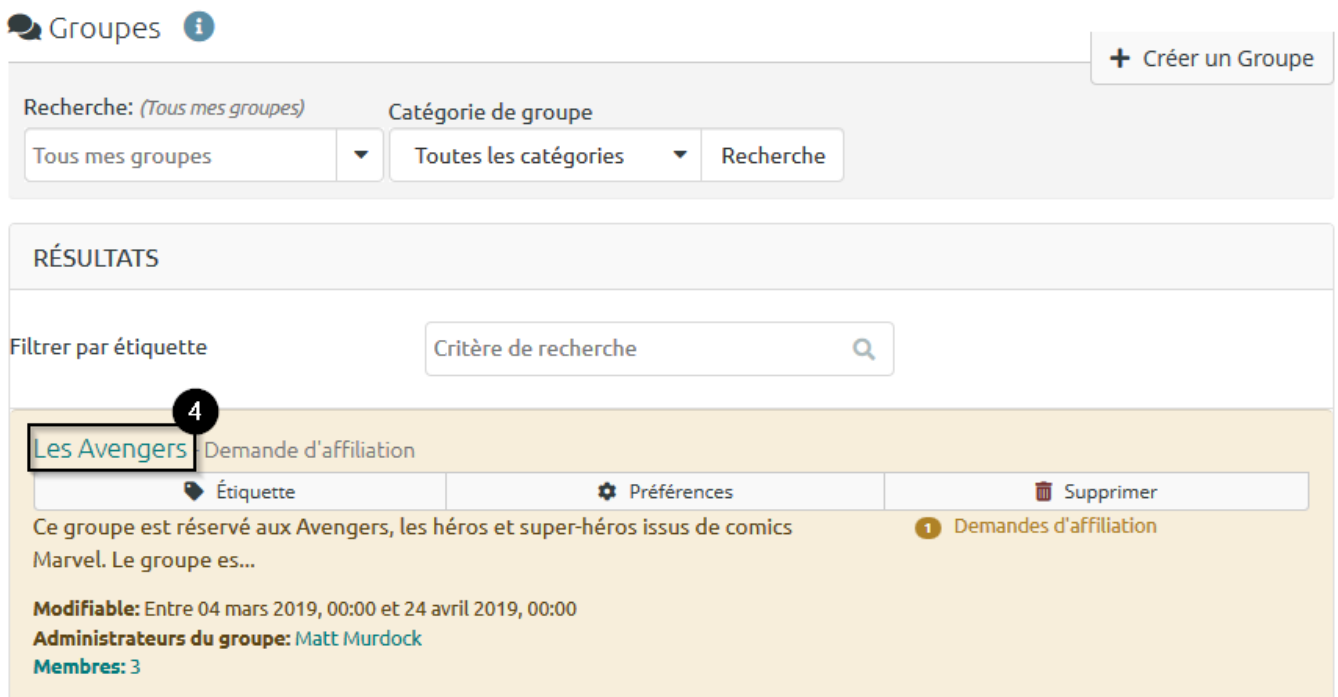 Groupes
+ Créer un Groupe
Recherche: (Tous mes groupes)
Catégorie de groupe
Tous mes groupes
Toutes les catégories
Recherche
RÉSULTATS
Filtrer par étiquette
Critère de recherche
4
Les Avengers - Demande d'affiliation
Étiquette
Préférences
Supprimer
Ce groupe est réservé aux Avengers, les héros et super-héros issus de comics
Marvel. Le groupe es...
1 Demandes d'affiliation
Modifiable: Entre 04 mars 2019, 00:00 et 24 avril 2019, 00:00
Administrateurs du groupe: Matt Murdock
Membres: 3